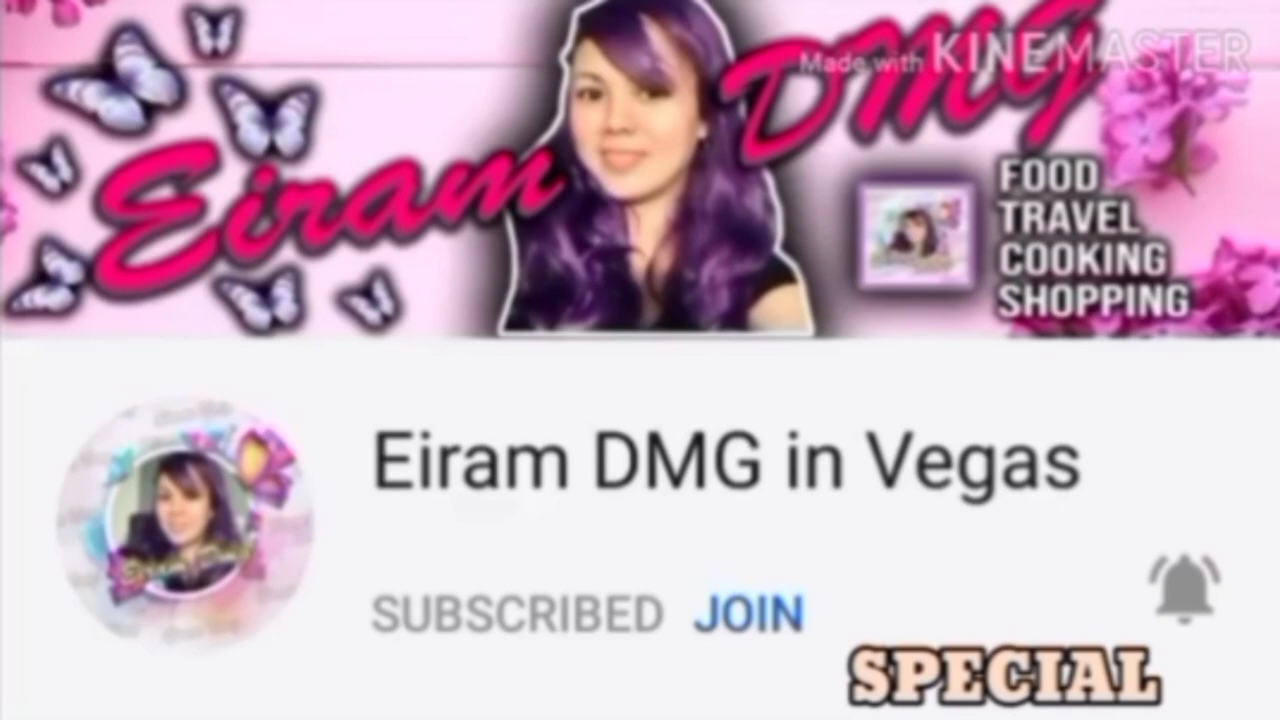 Made with KINEMASTER
Eiram DMG
FOOD
TRAVEL
COOKING
SHOPPING
Eiram DMG in Vegas
SUBSCRIBED JOIN
SPECIAL